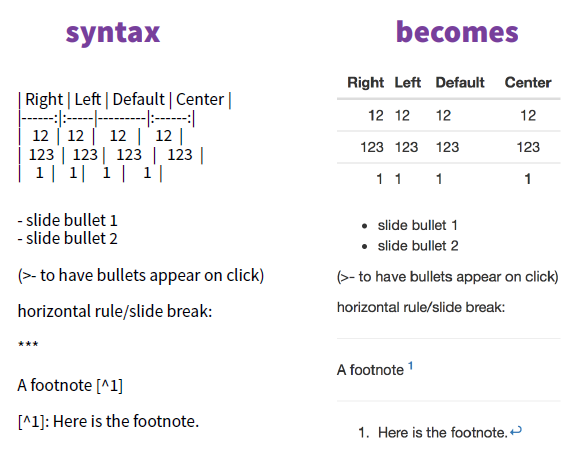 syntax
| Right | Left | Default | Center |
|------:|:-----|---------|:------:|
| 12 | 12 | 12 | 12 |
| 123 | 123 | 123 | 123 |
| 1 | 1 | 1 | 1 |
- slide bullet 1
- slide bullet 2
(>- to have bullets appear on click)
horizontal rule/slide break:
***
A footnote [^1]
[^1]: Here is the footnote.
becomes
Right Left Default Center
12 12 12 12
123 123 123 123
1 1 1 1
• slide bullet 1
• slide bullet 2
(>- to have bullets appear on click)
horizontal rule/slide break:
A footnote 1
1. Here is the footnote.↩